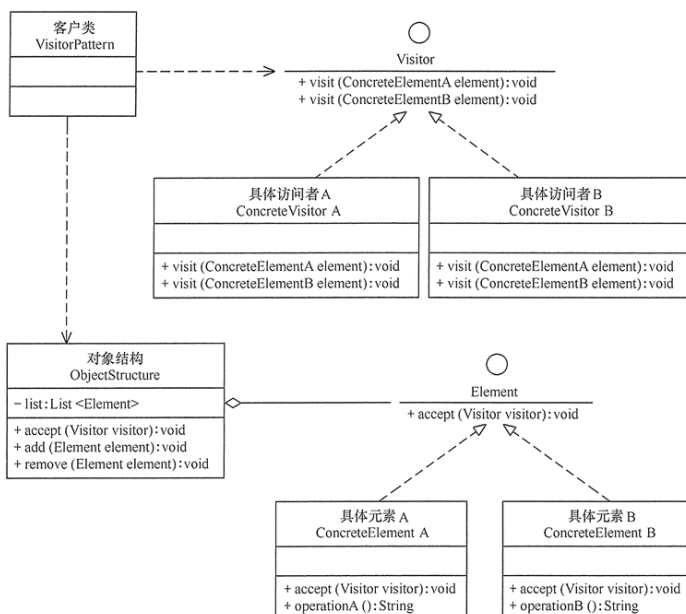 客户类
VisitorPattern
Visitor
+ visit (ConcreteElementA element): void
+ visit (ConcreteElementB element): void
具体访问者A
ConcreteVisitor A
+ visit (ConcreteElementA element): void
+ visit (ConcreteElementB element): void
具体访问者B
ConcreteVisitor B
+ visit (ConcreteElementA element): void
+ visit (ConcreteElementB element): void
对象结构
ObjectStructure
- list: List <Element>
+ accept (Visitor visitor): void
+ add (Element element): void
+ remove (Element element): void
Element
+ accept (Visitor visitor): void
具体元素A
ConcreteElement A
+ accept (Visitor visitor): void
+ operationA (): String
具体元素B
ConcreteElement B
+ accept (Visitor visitor): void
+ operationB (): String